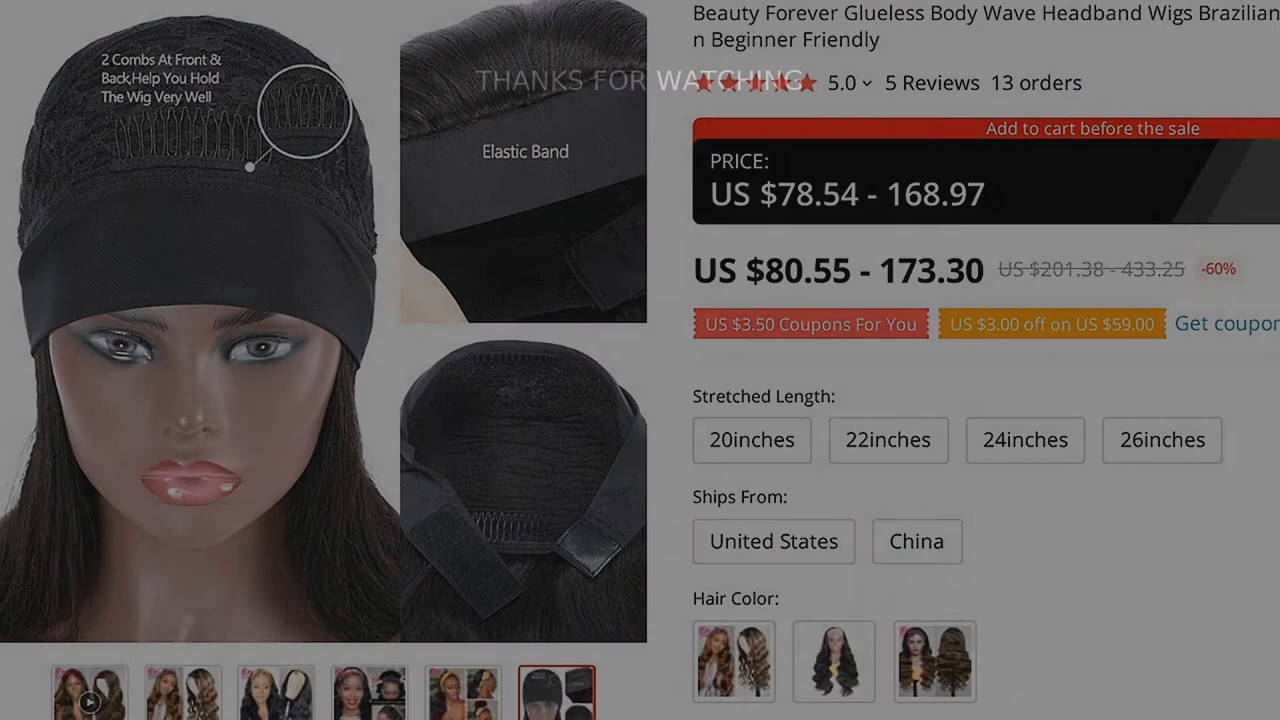 2 Combs At Front &
Back,Help You Hold
The Wig Very Well
Elastic Band
THANKS FOR WATCHING
Beauty Forever Glueless Body Wave Headband Wigs Brazilian
n Beginner Friendly
5.0 5 Reviews 13 orders
Add to cart before the sale
PRICE:
US $78.54 - 168.97
US $80.55 - 173.30 US $201.38 - 433.25 -60%
US $3.50 Coupons For You US $3.00 off on US $59.00 Get coupon
Stretched Length:
20inches 22inches 24inches 26inches
Ships From:
United States China
Hair Color: